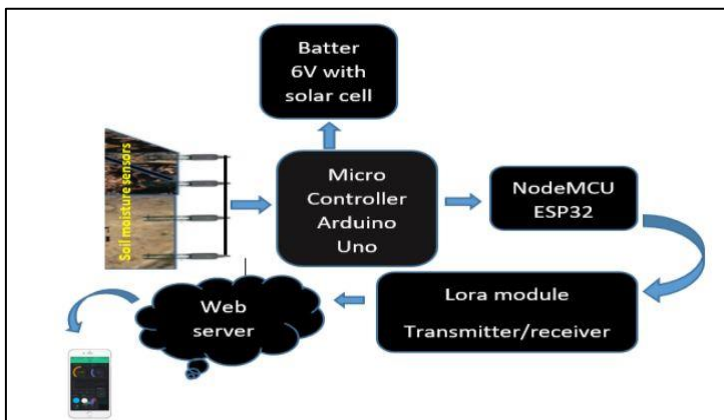 Batter
6V with
solar cell
Soil moisture sensors
Micro
Controller
Arduino
Uno
NodeMCU
ESP32
Lora module
Transmitter/receiver
Web
server